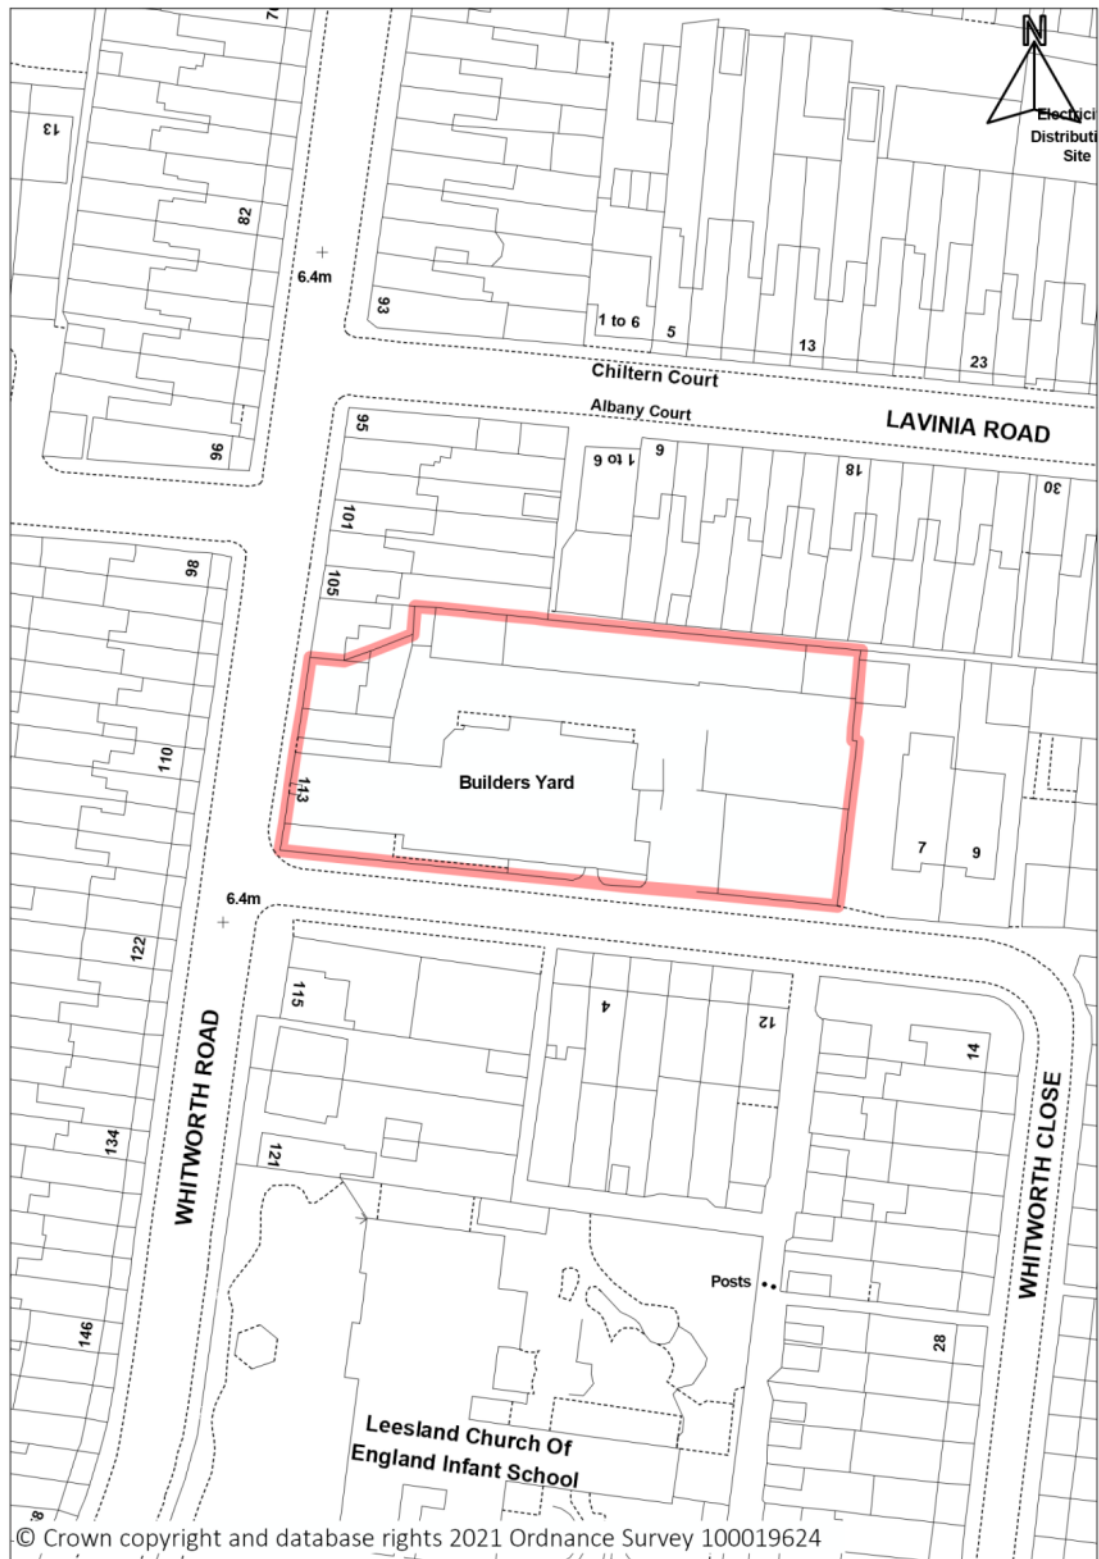 N
Electrici
Distributi
Site
13
82
6.4m
93
1 to 6
5
13
23
Chiltern Court
Albany Court
LAVINIA ROAD
96
95
1 to 6
6
18
30
101
98
105
110
113
Builders Yard
7
9
6.4m
122
115
4
12
14
WHITWORTH ROAD
WHITWORTH CLOSE
134
121
Posts
146
28
Leesland Church Of
England Infant School
© Crown copyright and database rights 2021 Ordnance Survey 100019624